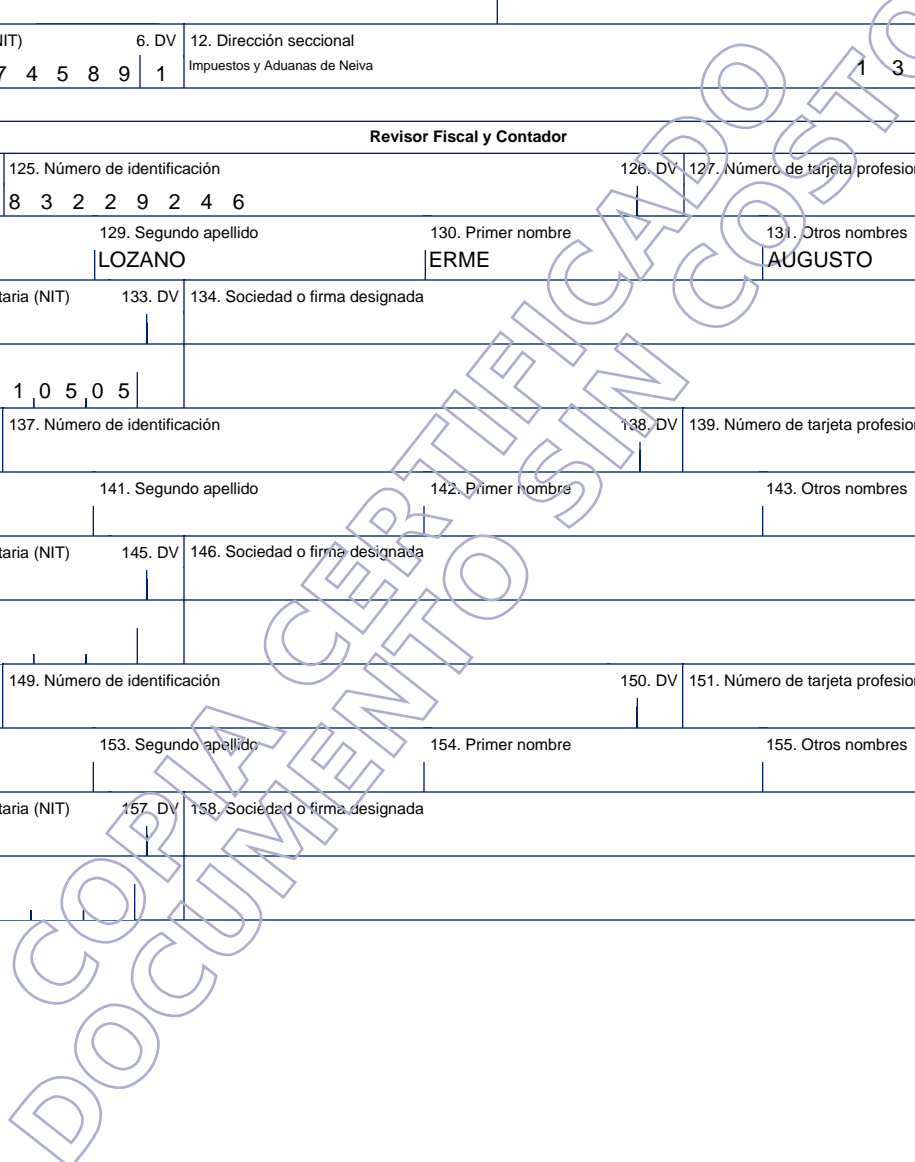 NIT) 6. DV 12. Dirección seccional
7 4 5 8 9 1 Impuestos y Aduanas de Neiva 1 3
Revisor Fiscal y Contador
125. Número de identificación 126. DV 127. Número de tarjeta profesion
8 3 2 2 9 2 4 6
129. Segundo apellido 130. Primer nombre 131. Otros nombres
LOZANO ERME AUGUSTO
taria (NIT) 133. DV 134. Sociedad o firma designada
1 0 5 0 5
137. Número de identificación 138. DV 139. Número de tarjeta profesion
141. Segundo apellido 142. Primer nombre 143. Otros nombres
taria (NIT) 145. DV 146. Sociedad o firma designada
149. Número de identificación 150. DV 151. Número de tarjeta profesion
153. Segundo apellido 154. Primer nombre 155. Otros nombres
taria (NIT) 157. DV 158. Sociedad o firma designada
COPIA CERTIFICADO
DOCUMENTO SIN COSTO